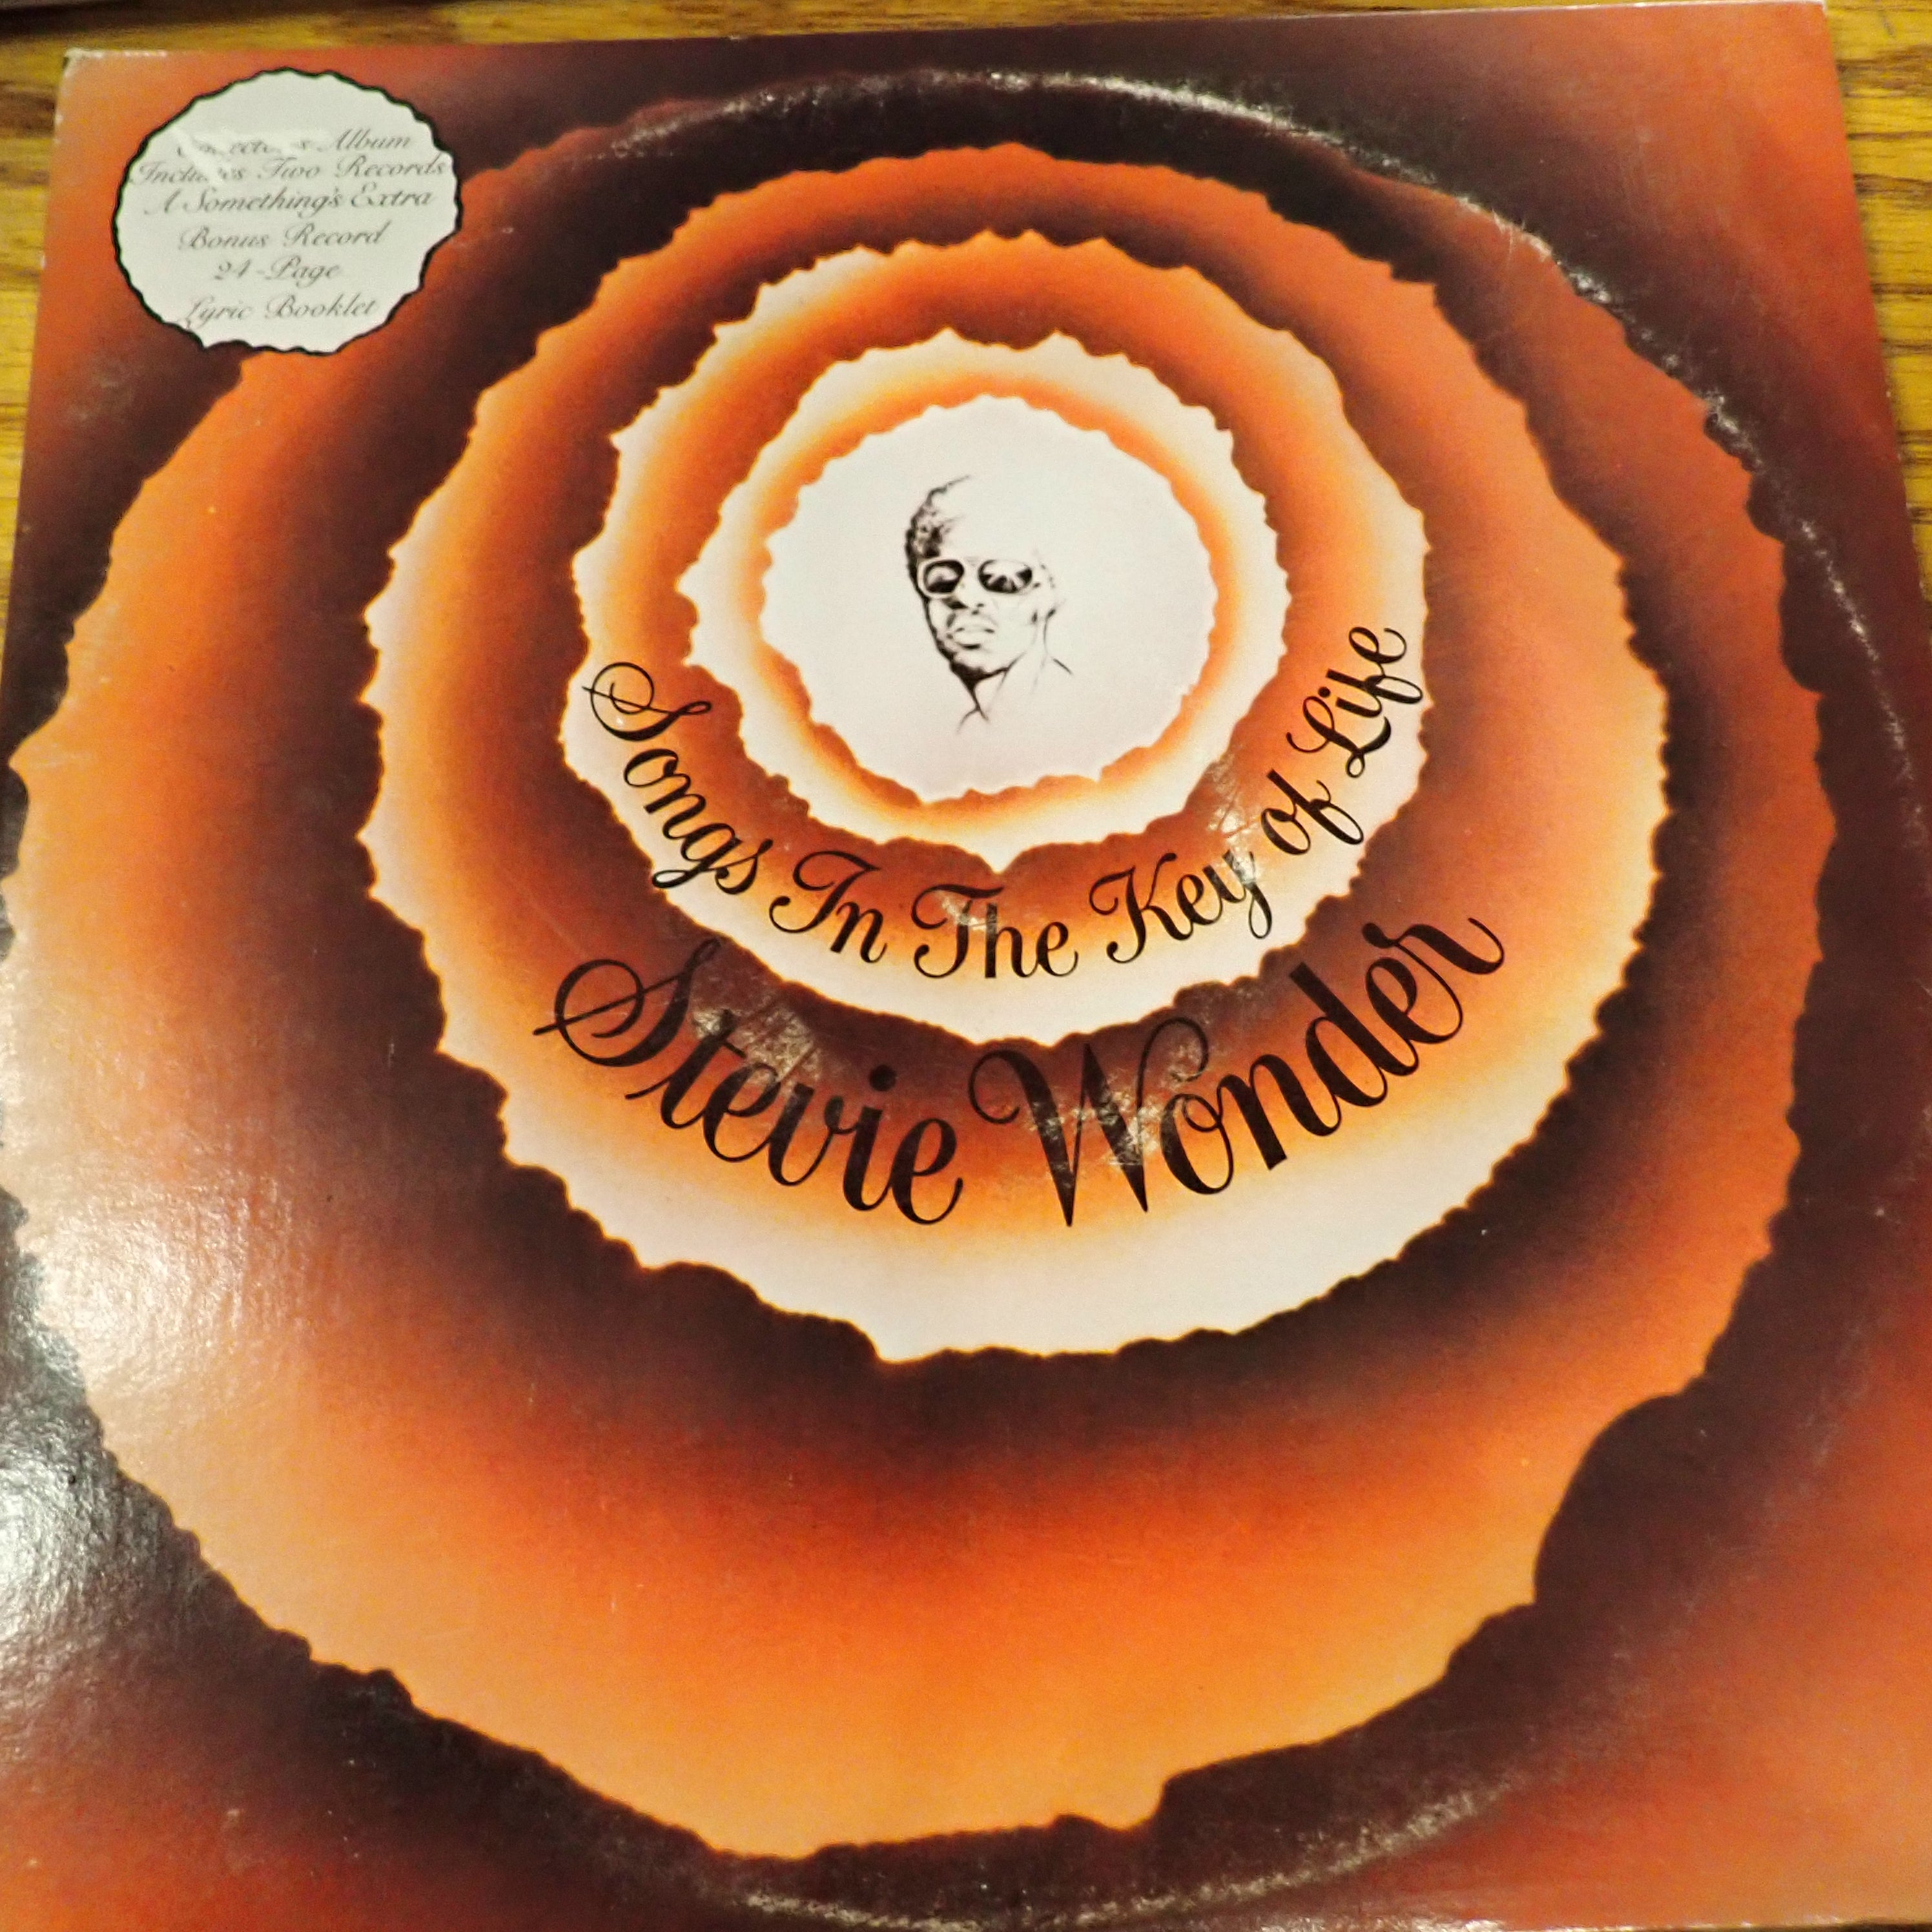 Album
Includes Two Records
A Something's Extra
Bonus Record
24-Page
Lyric Booklet
Songs In The Key of Life
Stevie Wonder